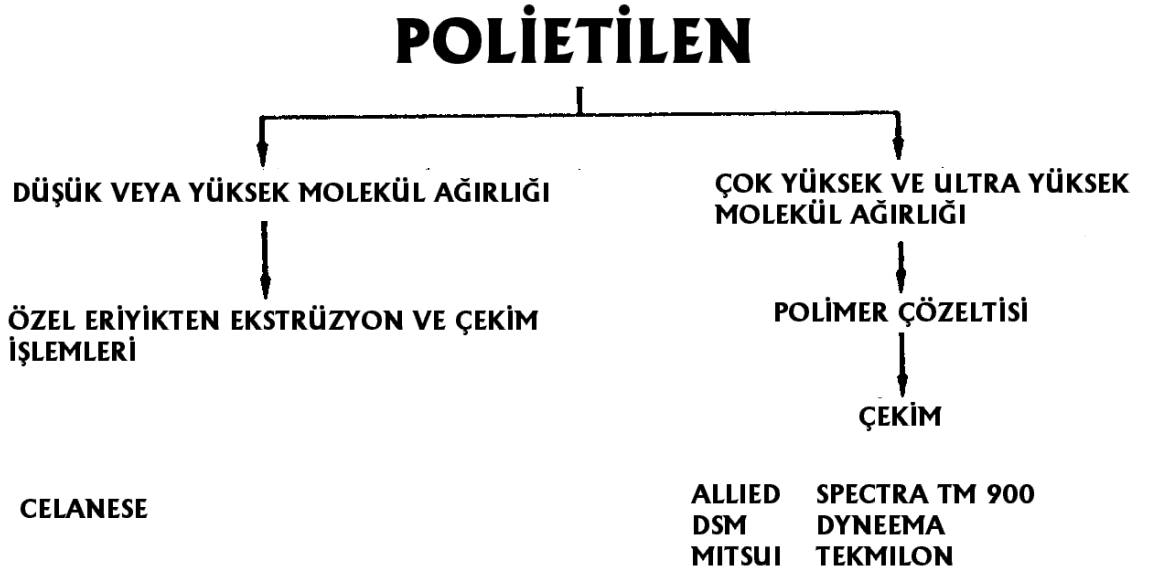 POLİETİLEN
DÜŞÜK VEYA YÜKSEK MOLEKÜL AĞIRLIĞI
ÖZEL ERİYİKTEN EKSTRÜZYON VE ÇEKİM
İŞLEMLERİ
CELANESE
ÇOK YÜKSEK VE ULTRA YÜKSEK
MOLEKÜL AĞIRLIĞI
POLİMER ÇÖZELTİSİ
ÇEKİM
ALLIED SPECTRA TM 900
DSM DYNEEMA
MITSUI TEKMILON